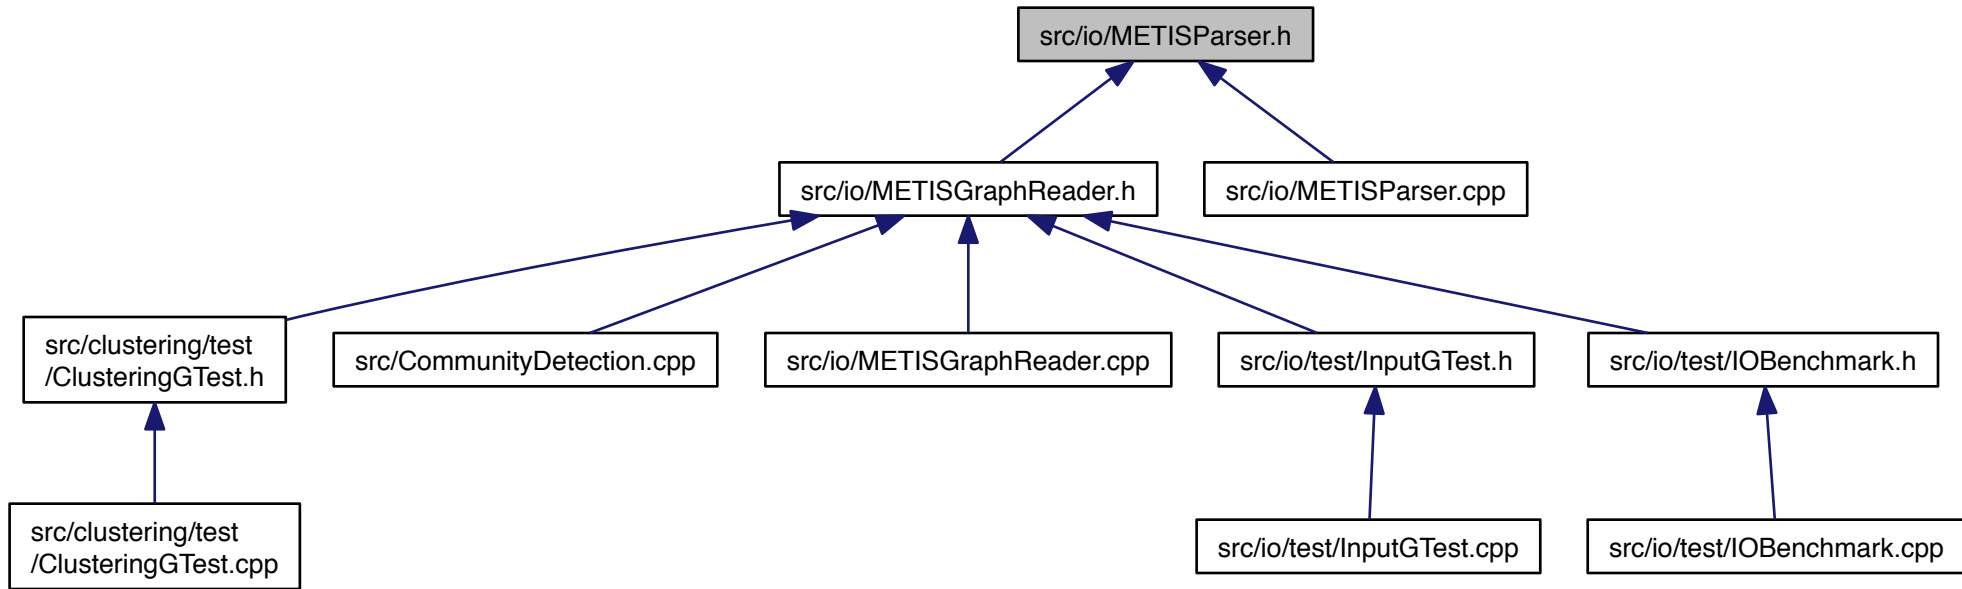 src/io/METISParser.h
src/io/METISGraphReader.h
src/io/METISParser.cpp
src/clustering/test
/ClusteringGTest.h
src/CommunityDetection.cpp
src/io/METISGraphReader.cpp
src/io/test/InputGTest.h
src/io/test/IOBenchmark.h
src/clustering/test
/ClusteringGTest.cpp
src/io/test/InputGTest.cpp
src/io/test/IOBenchmark.cpp